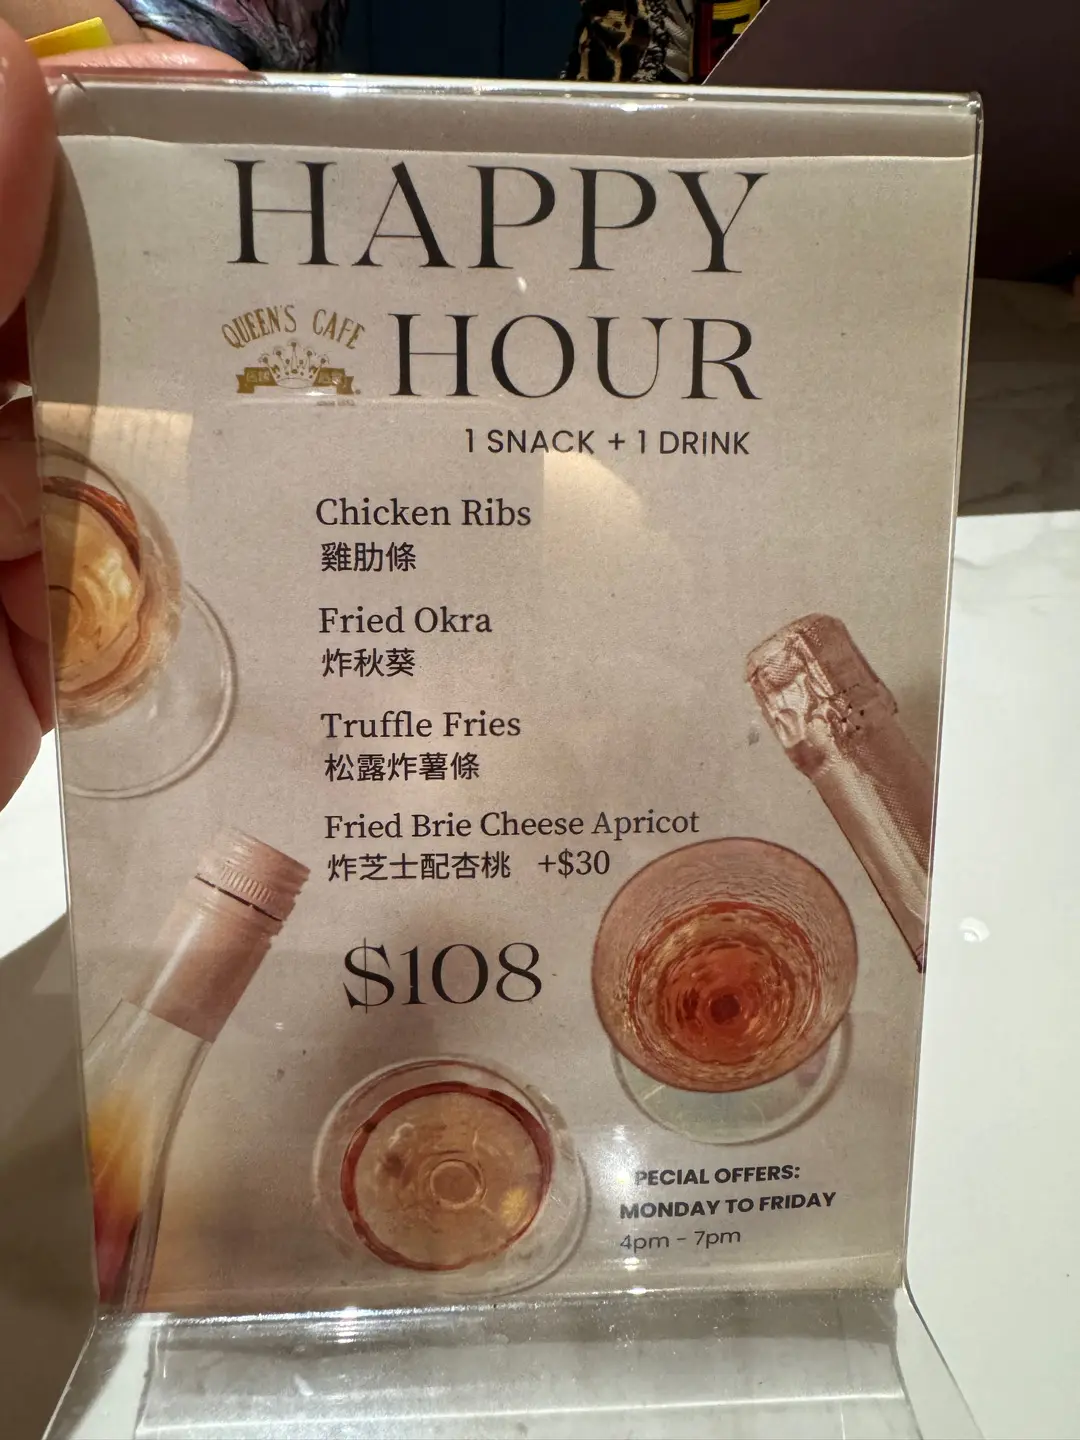 HAPPY
QUEEN'S CAFE
HOUR
1 SNACK + 1 DRINK
Chicken Ribs
雞肋條
Fried Okra
炸秋葵
Truffle Fries
松露炸薯條
Fried Brie Cheese Apricot
炸芝士配杏桃 +$30
$108
PECIAL OFFERS:
MONDAY TO FRIDAY
4pm - 7pm